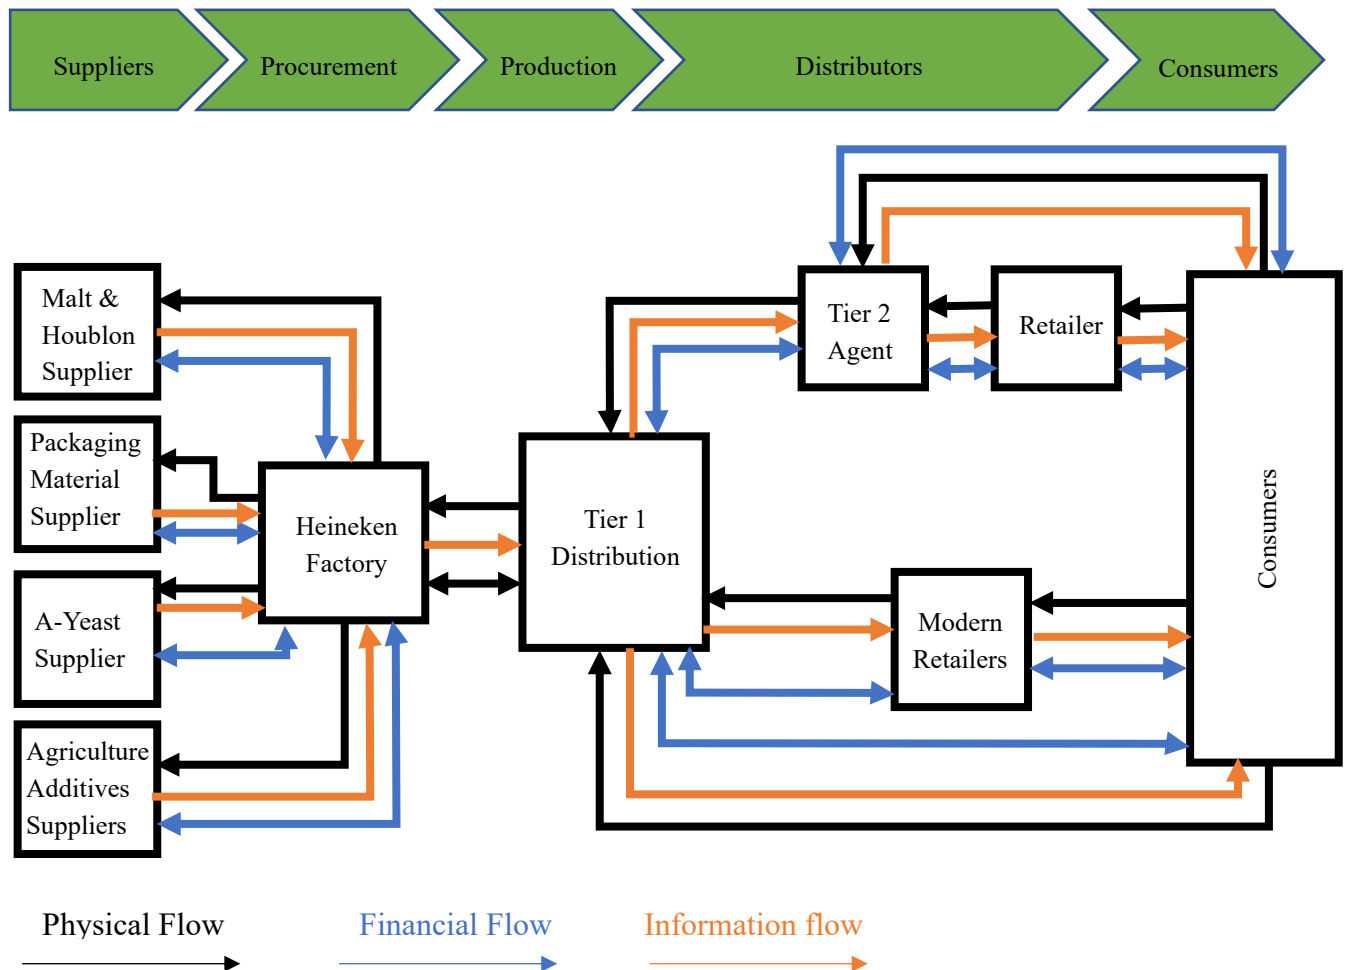 Suppliers
Procurement
Production
Distributors
Consumers
Malt &
Houblon
Supplier
Packaging
Material
Supplier
A-Yeast
Supplier
Agriculture
Additives
Suppliers
Heineken
Factory
Tier 1
Distribution
Tier 2
Agent
Retailer
Modern
Retailers
Consumers
Physical Flow
Financial Flow
Information flow